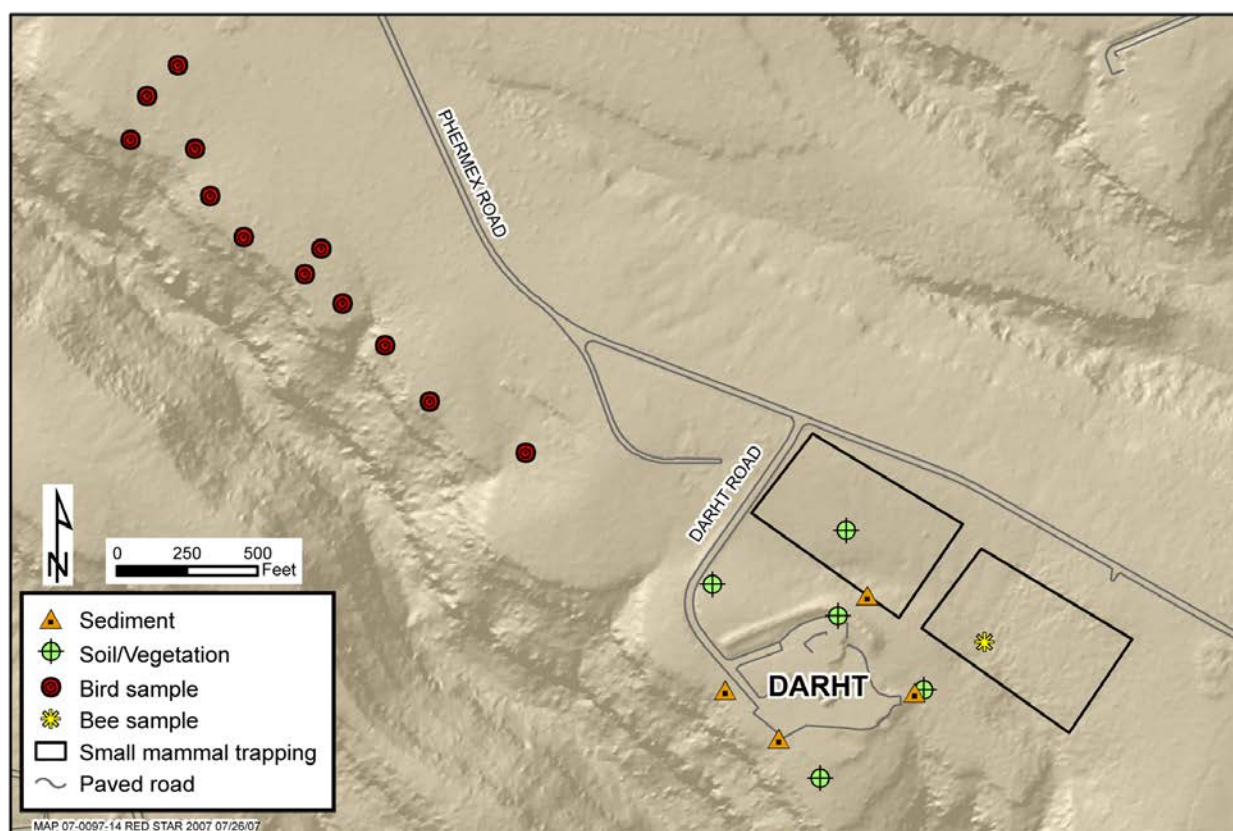 PHERMEX ROAD
DARHT ROAD
DARHT
N
0 250 500
Feet
Sediment
Soil/Vegetation
Bird sample
Bee sample
Small mammal trapping
Paved road
MAP 07-0097-14 RED STAR 2007 07/26/07